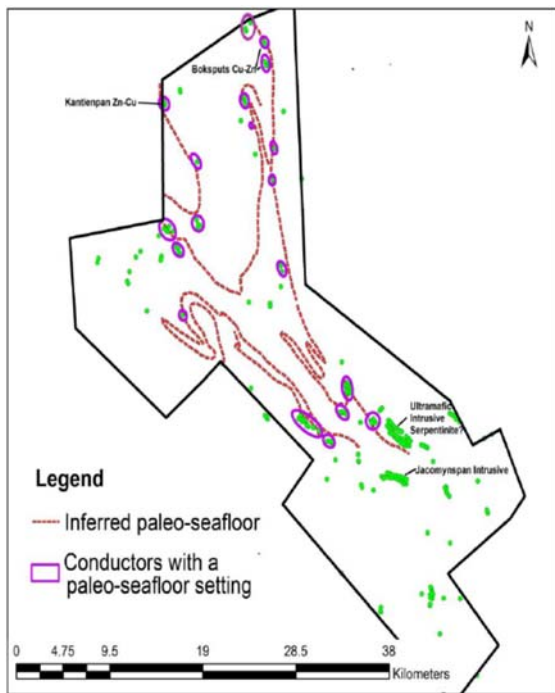 N
Boksputs Cu-Zn
Kantienpan Zn-Cu
Ultramafic
Intrusive
Serpentinite?
Jacomynspan Intrusive
Legend
Inferred paleo-seafloor
Conductors with a
paleo-seafloor setting
0 4.75 9.5 19 28.5 38
Kilometers